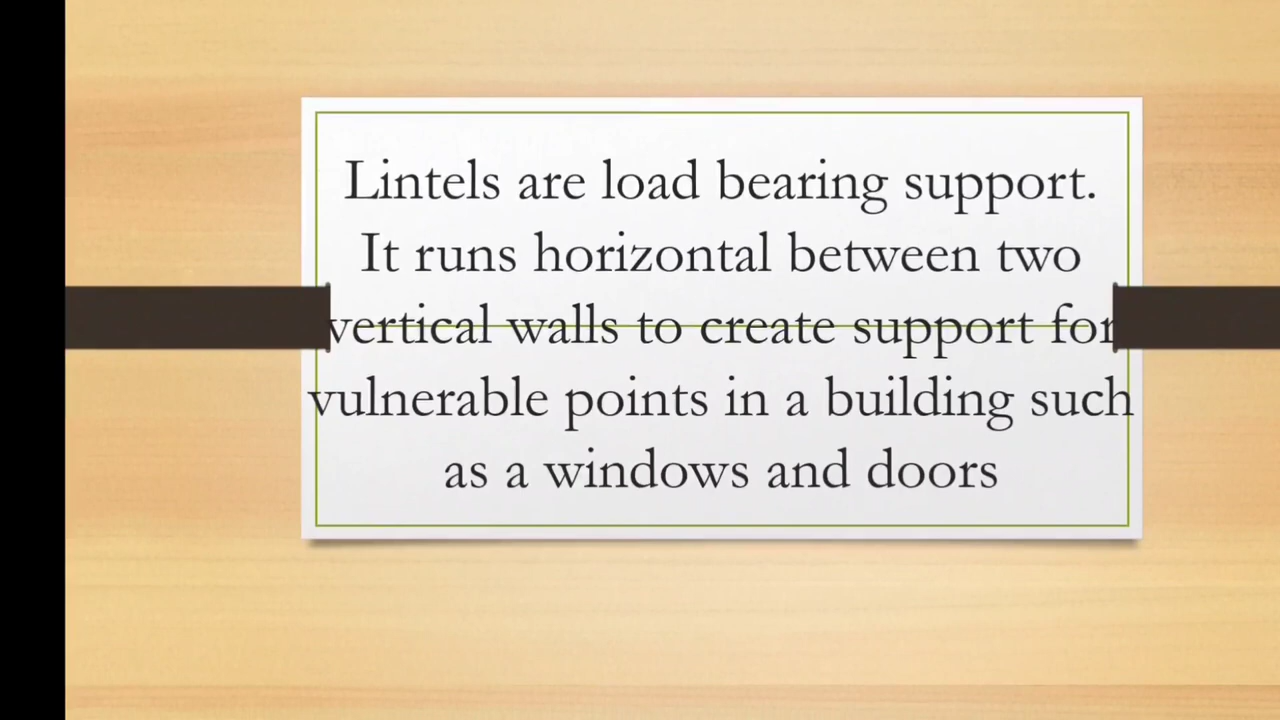 Lintels are load bearing support.
It runs horizontal between two
vertical walls to create support for
vulnerable points in a building such
as a windows and doors